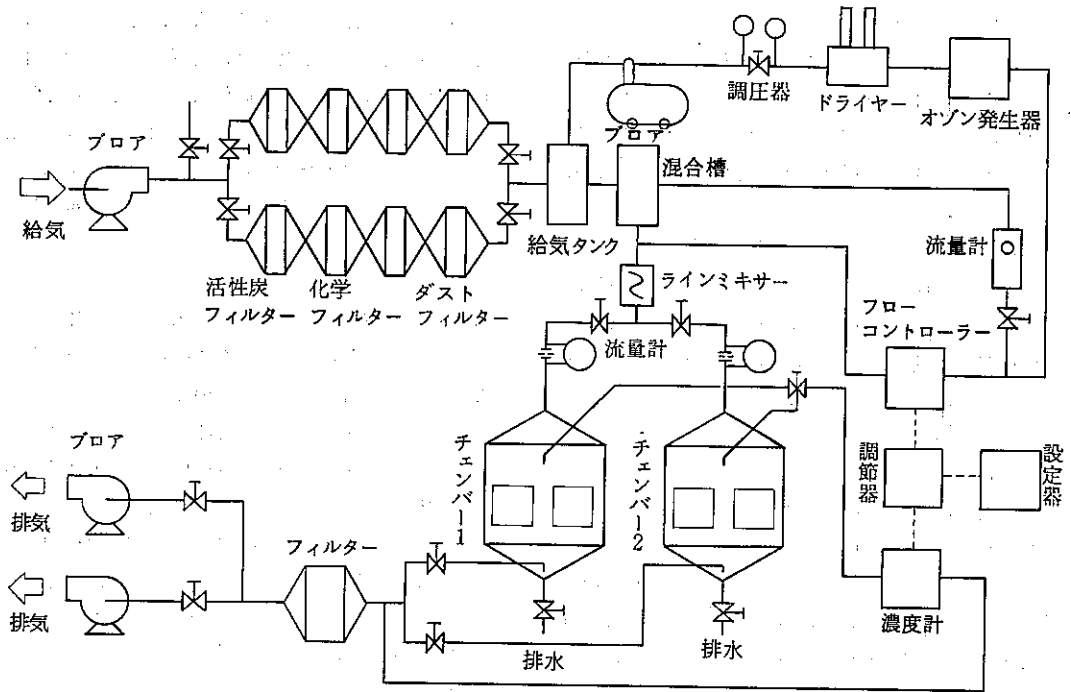 調圧器
ドライヤー
オゾン発生器
ブロア
給気
ブロア
混合槽
給気タンク
流量計
活性炭
フィルター
化学
フィルター
ダスト
フィルター
ラインミキサー
フロー
コントローラー
流量計
チェンバー1
チェンバー2
調節器
設定器
ブロア
排気
フィルター
排気
排水
排水
濃度計